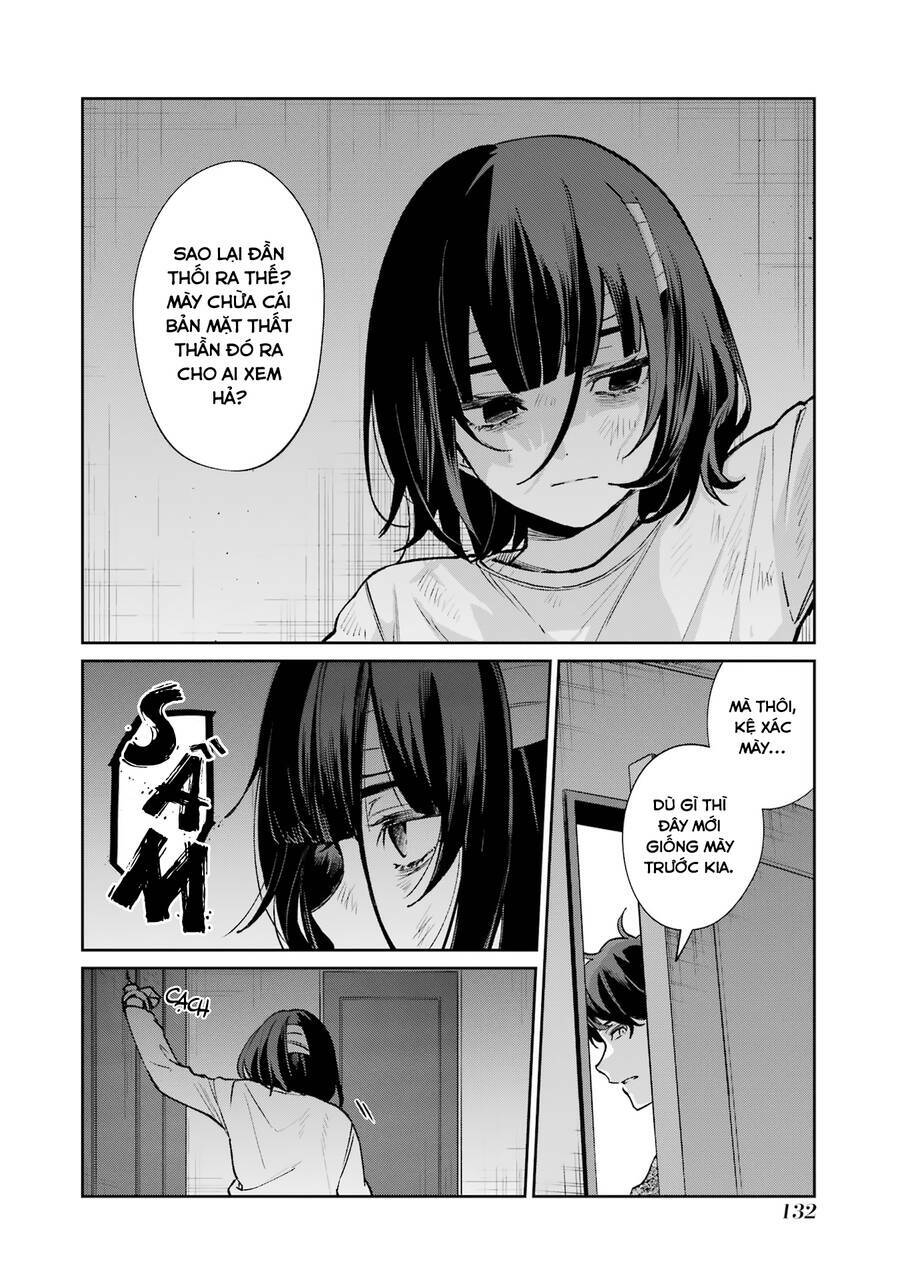 SAO LẠI ĐẦN
THỐI RA THẾ?
MÀY CHỮA CÁI
BẢN MẶT THẤT
THẦN ĐÓ RA
CHO AI XEM
HẢ?
MÀ THÔI,
KỆ XÁC
MÀY...
DÙ GÌ THÌ
ĐÂY MỚI
GIỐNG MÀY
TRƯỚC KIA.
SẦM
CẠCH
132